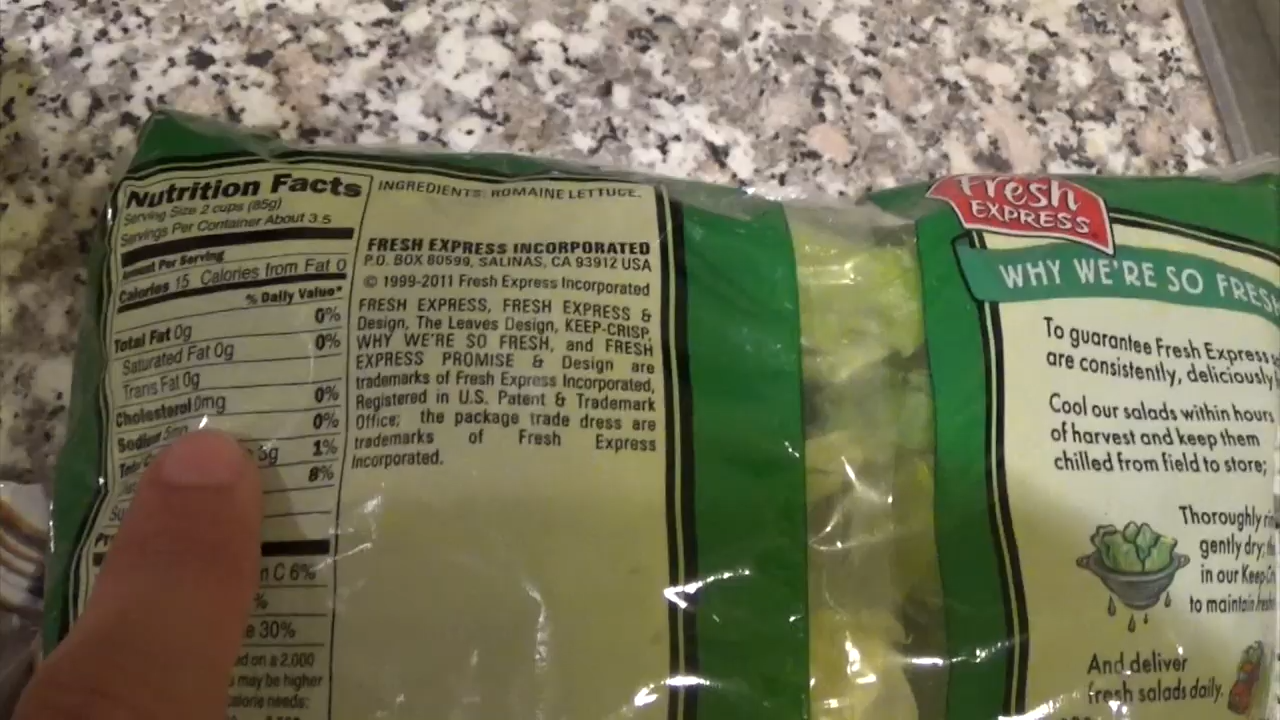 Nutrition Facts
Serving Size 2 cups (85g)
Servings Per Container About 3.5
Amount Per Serving
Calories 15 Calories from Fat 0
% Daily Value*
Total Fat 0g 0%
Saturated Fat 0g 0%
Trans Fat 0g
Cholesterol 0mg 0%
Sodium 5mg 0%
1%
8%
n C 6%
%
e 30%
ed on a 2,000
may be higher
calorie needs:
INGREDIENTS: ROMAINE LETTUCE.
FRESH EXPRESS INCORPORATED
P.O. BOX 80599, SALINAS, CA 93912 USA
© 1999-2011 Fresh Express Incorporated
FRESH EXPRESS, FRESH EXPRESS &
Design, The Leaves Design, KEEP-CRISP,
WHY WE'RE SO FRESH, and FRESH
EXPRESS PROMISE & Design are
trademarks of Fresh Express Incorporated,
Registered in U.S. Patent & Trademark
Office; the package trade dress are
trademarks of Fresh Express
Incorporated.
Fresh
EXPRESS
WHY WE'RE SO FRES
To guarantee Fresh Express
are consistently, deliciously
Cool our salads within hours
of harvest and keep them
chilled from field to store;
Thoroughly
gently dry;
in our Keep-
to maintain
And deliver
fresh salads daily.